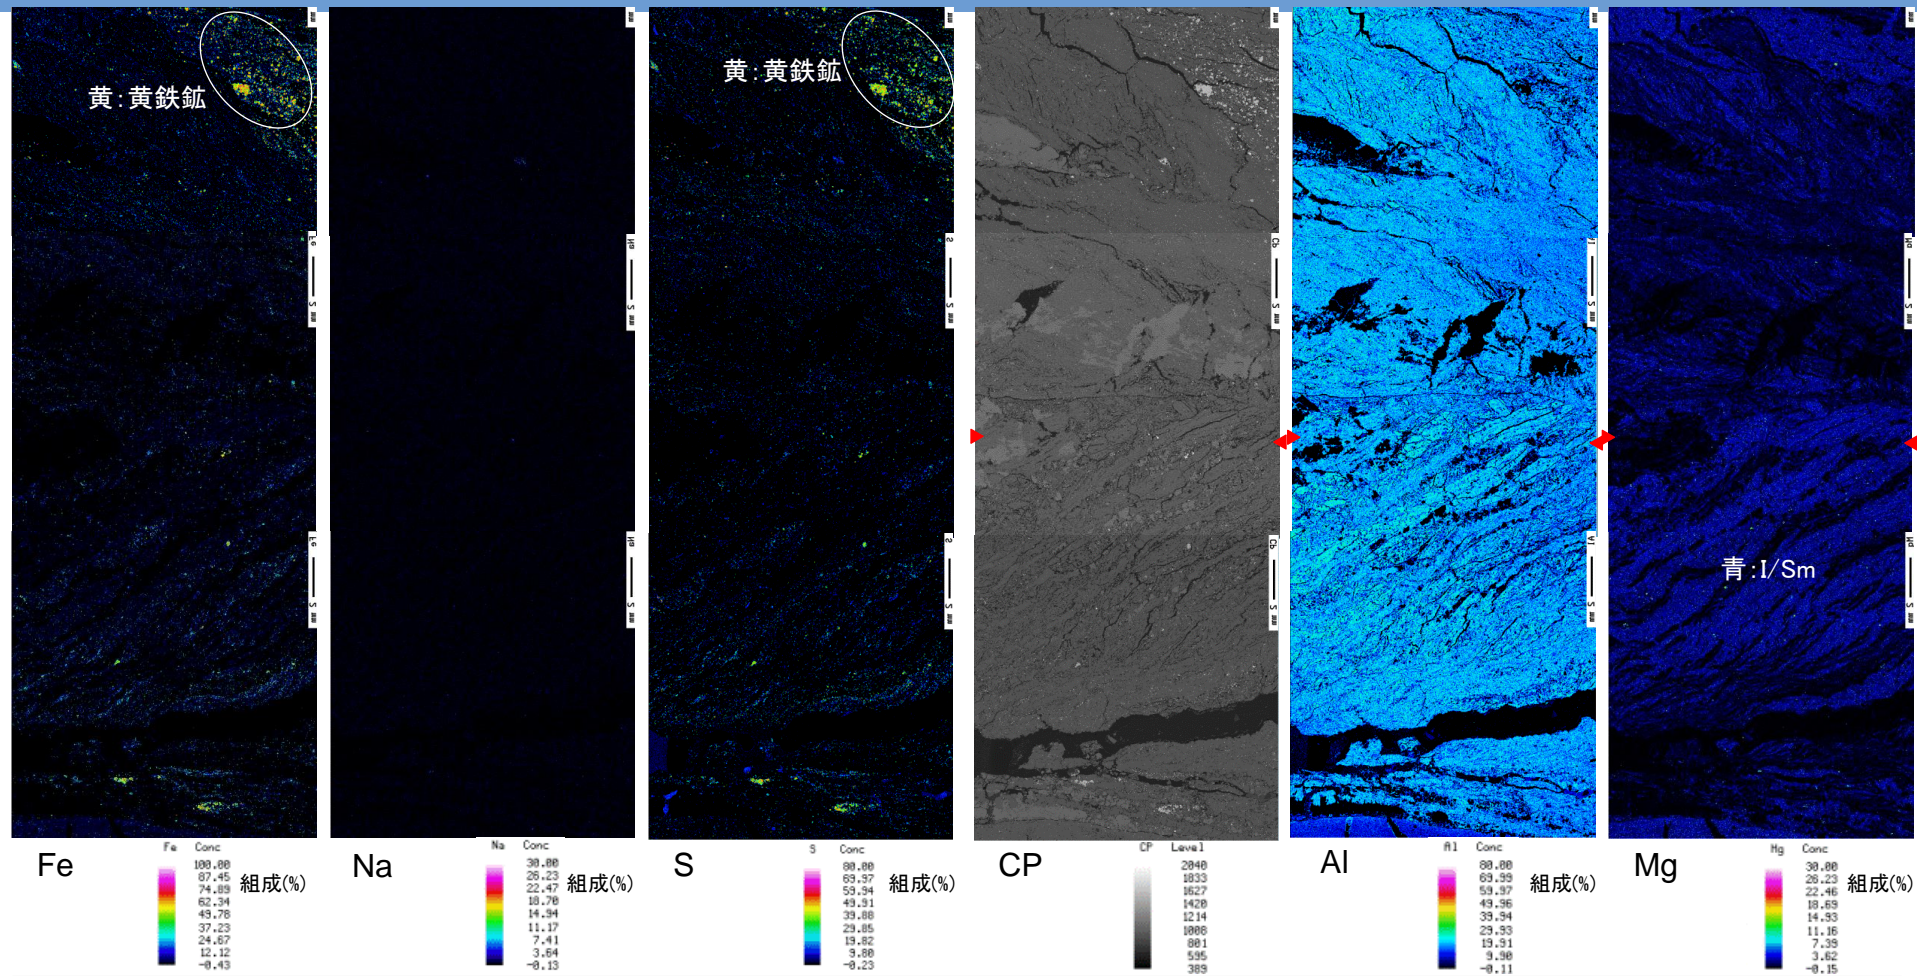 黄:黄鉄鉱
黄:黄鉄鉱
青:I/Sm
Fe
Fe Conc
100.00
87.45
74.89
62.34
49.78
37.23
24.67
12.12
-0.43
組成(%)
Na
Na Conc
30.00
26.23
22.47
18.70
14.94
11.17
7.41
3.64
-0.13
組成(%)
S
S Conc
80.00
69.97
59.94
49.91
39.88
29.85
19.82
9.80
-0.23
組成(%)
CP
CP Level
2040
1833
1627
1420
1214
1008
801
595
389
Al
Al Conc
80.00
69.99
59.97
49.96
39.94
29.93
19.91
9.90
-0.11
組成(%)
Mg
Mg Conc
30.00
26.23
22.46
18.69
14.93
11.16
7.39
3.62
-0.15
組成(%)